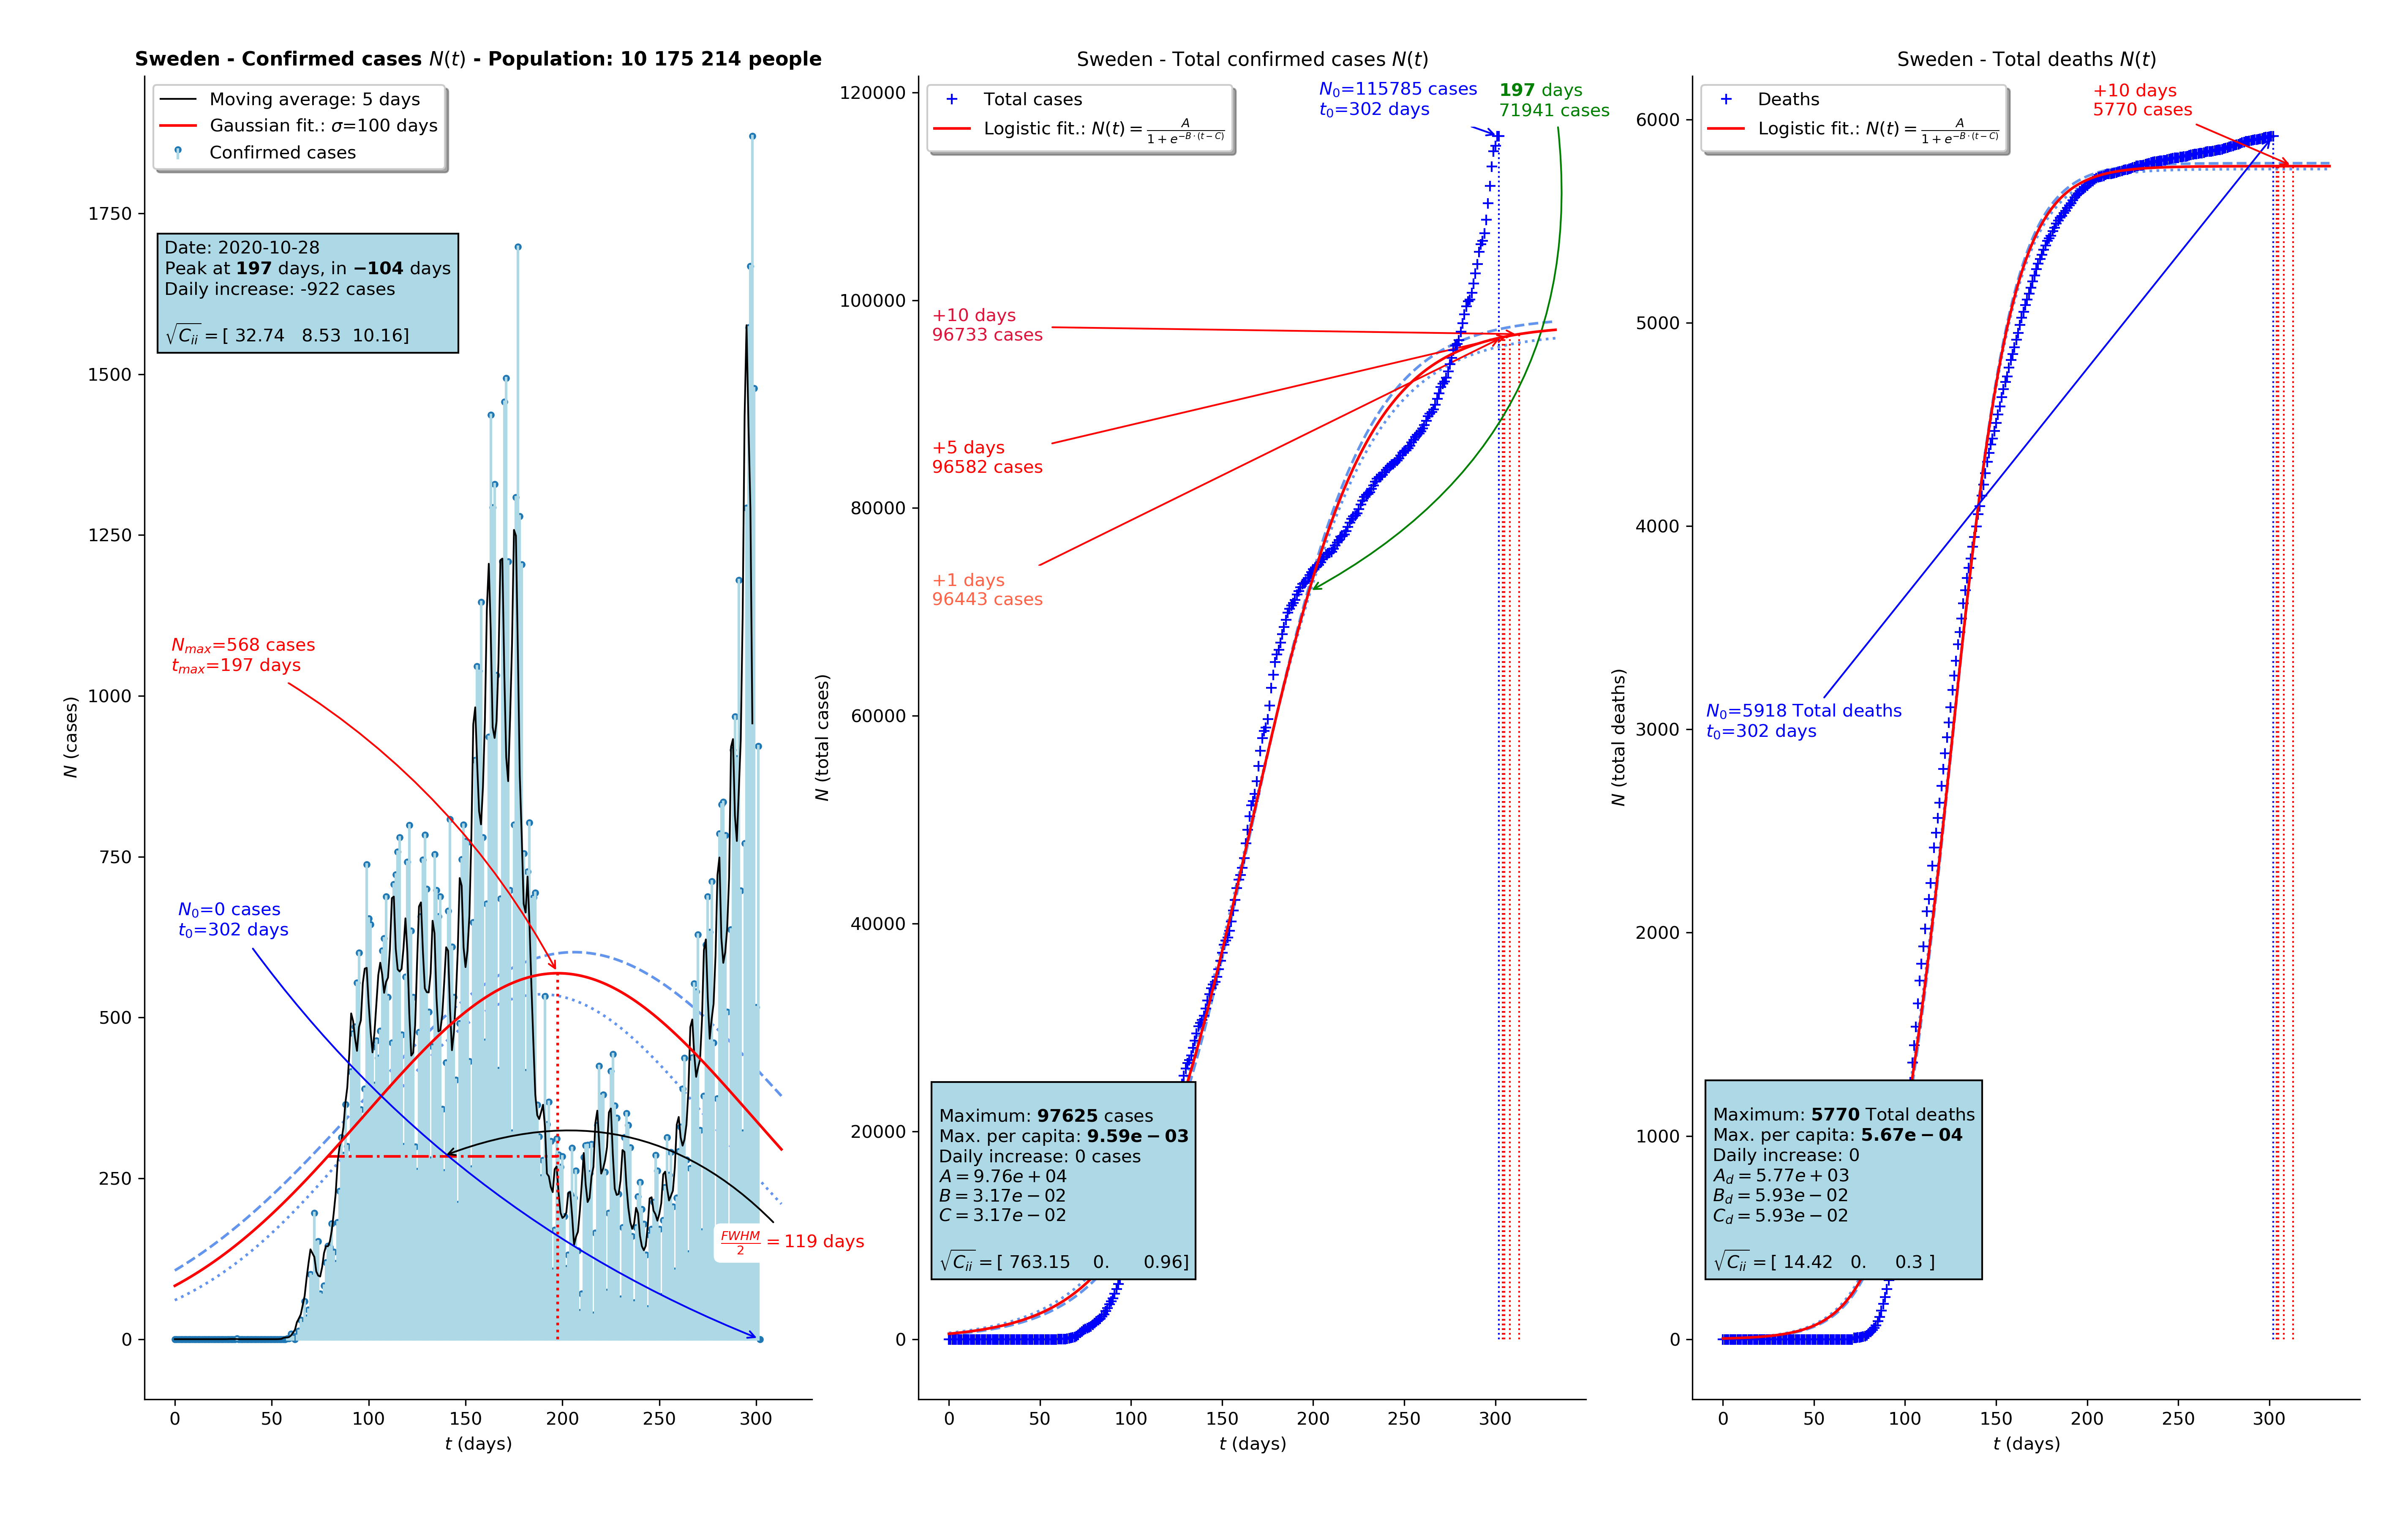 Sweden - Confirmed cases N(t) - Population: 10 175 214 people
Moving average: 5 days
Gaussian fit.: σ=100 days
Confirmed cases
Date: 2020-10-28
Peak at 197 days, in −104 days
Daily increase: -922 cases
√Cii = [ 32.74 8.53 10.16]
Nmax=568 cases
tmax=197 days
N0=0 cases
t0=302 days
FWHM/2 = 119 days
N (cases)
1750
1500
1250
1000
750
500
250
0
0 50 100 150 200 250 300
t (days)
Sweden - Total confirmed cases N(t)
Total cases
Logistic fit.: N(t) = A/(1 + e^(−B·(t−C)))
N0=115785 cases
t0=302 days
197 days
71941 cases
+10 days
96733 cases
+5 days
96582 cases
+1 days
96443 cases
Maximum: 97625 cases
Max. per capita: 9.59e − 03
Daily increase: 0 cases
A = 9.76e + 04
B = 3.17e − 02
C = 3.17e − 02
√Cii = [ 763.15 0. 0.96]
N (total cases)
120000
100000
80000
60000
40000
20000
0
0 50 100 150 200 250 300
t (days)
Sweden - Total deaths N(t)
Deaths
Logistic fit.: N(t) = A/(1 + e^(−B·(t−C)))
+10 days
5770 cases
N0=5918 Total deaths
t0=302 days
Maximum: 5770 Total deaths
Max. per capita: 5.67e − 04
Daily increase: 0
Ad = 5.77e + 03
Bd = 5.93e − 02
Cd = 5.93e − 02
√Cii = [ 14.42 0. 0.3 ]
N (total deaths)
6000
5000
4000
3000
2000
1000
0
0 50 100 150 200 250 300
t (days)